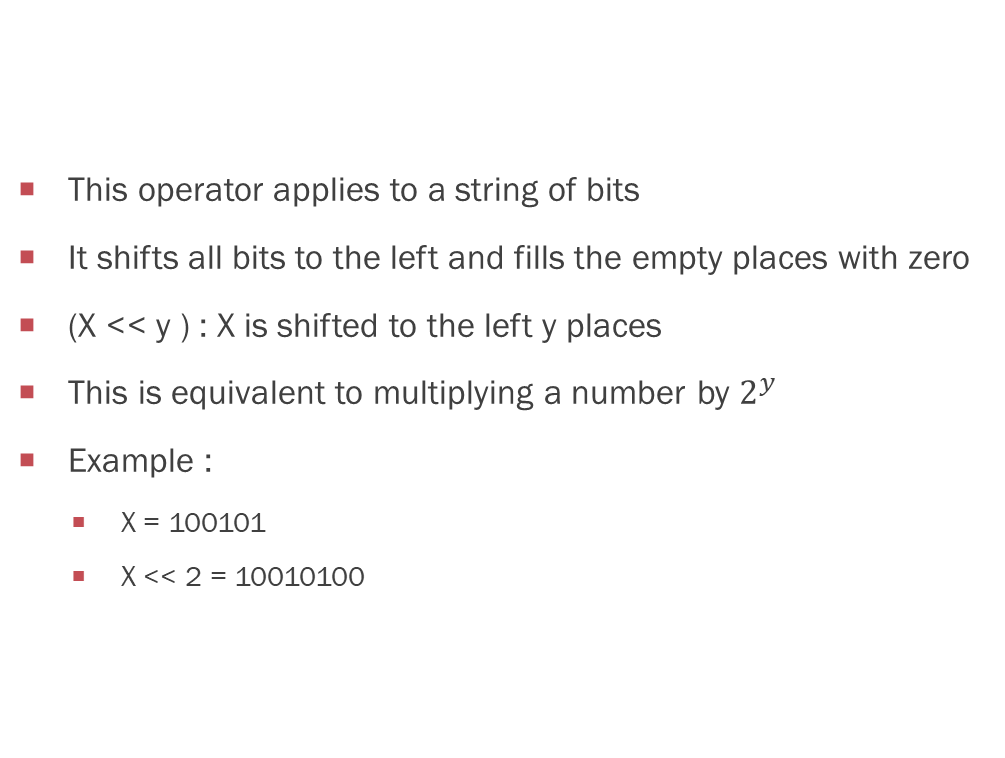 This operator applies to a string of bits
It shifts all bits to the left and fills the empty places with zero
(X << y ) : X is shifted to the left y places
This is equivalent to multiplying a number by 2^y
Example :
X = 100101
X << 2 = 10010100